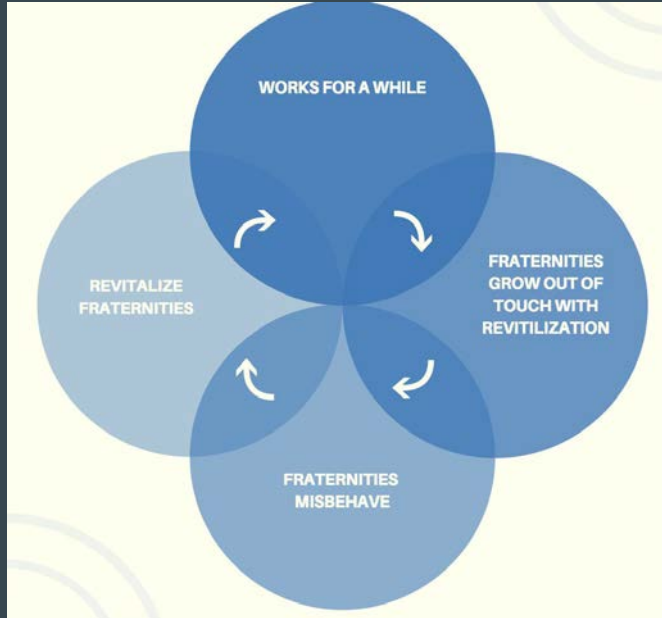 WORKS FOR A WHILE
FRATERNITIES
GROW OUT OF
TOUCH WITH
REVITILIZATION
FRATERNITIES
MISBEHAVE
REVITALIZE
FRATERNITIES